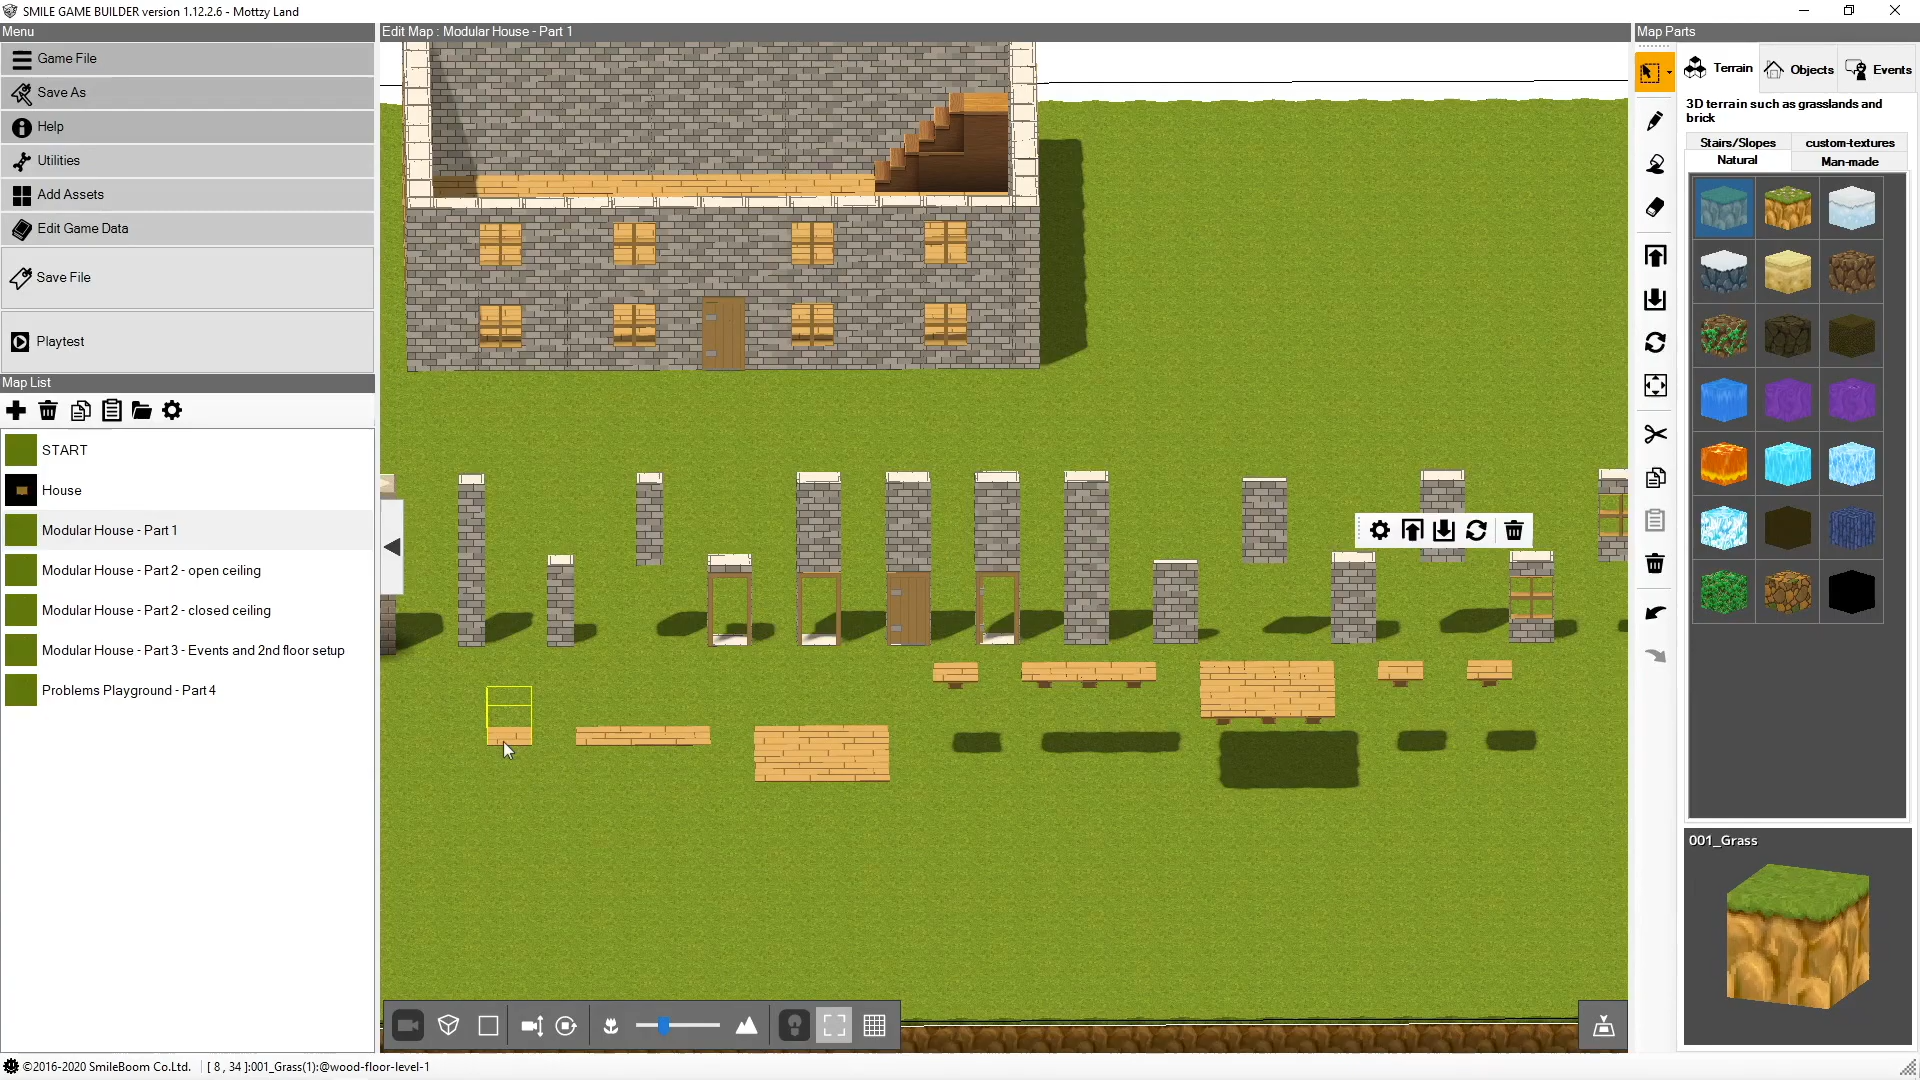 SMILE GAME BUILDER version 1.12.2.6 - Mottzy Land
Menu
Game File
Save As
Help
Utilities
Add Assets
Edit Game Data
Save File
Playtest
Map List
START
House
Modular House - Part 1
Modular House - Part 2 - open ceiling
Modular House - Part 2 - closed ceiling
Modular House - Part 3 - Events and 2nd floor setup
Problems Playground - Part 4
Edit Map : Modular House - Part 1
Map Parts
Terrain
Objects
Events
3D terrain such as grasslands and
brick
Stairs/Slopes
custom-textures
Natural
Man-made
001_Grass
©2016-2020 SmileBoom Co.Ltd.
[ 8 , 34 ]:001_Grass(1):@wood-floor-level-1